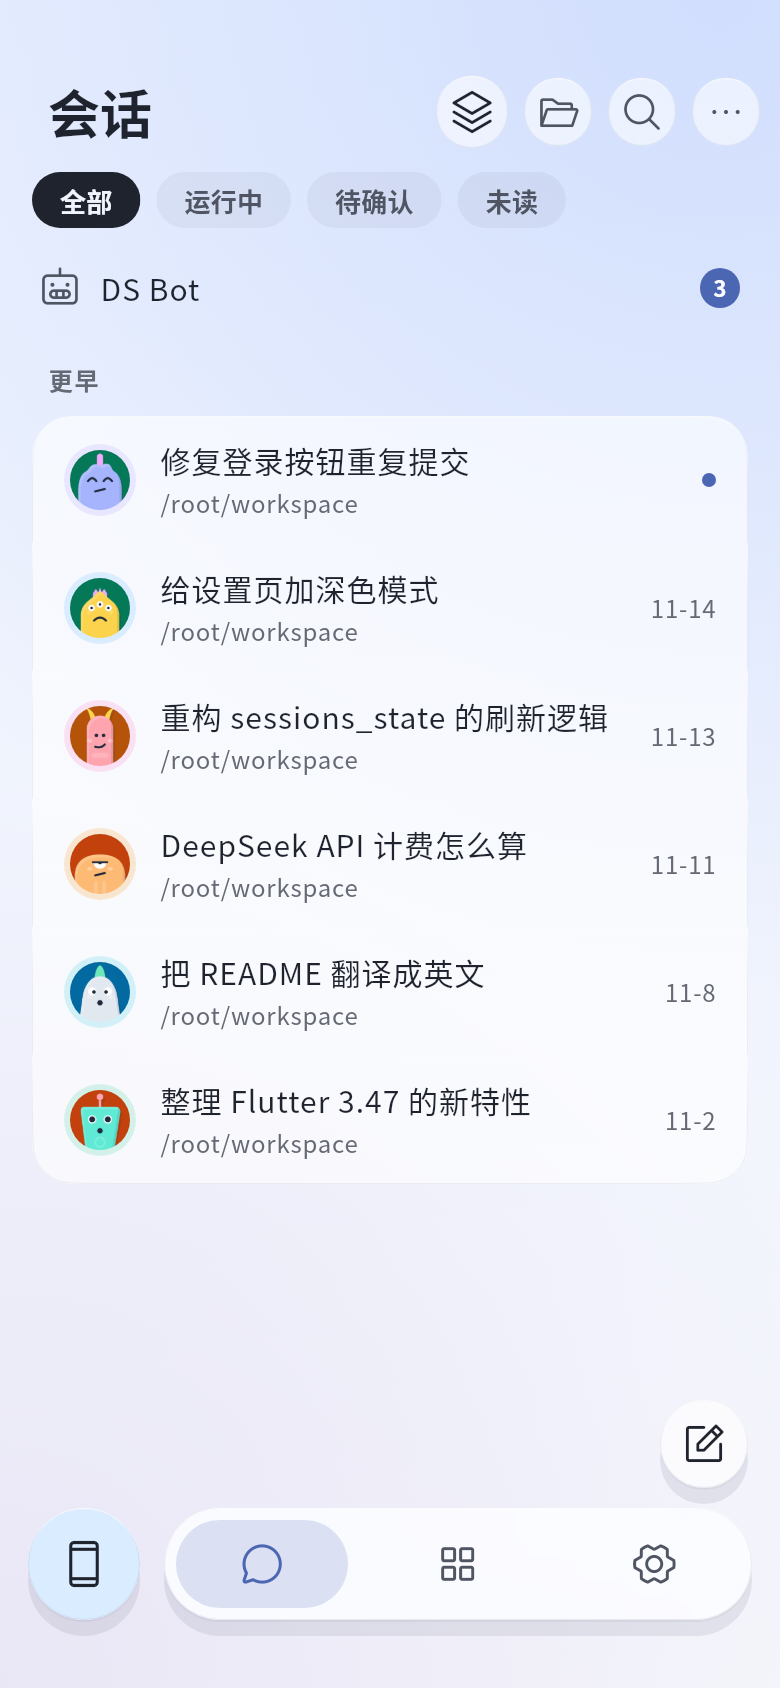 会话
全部 运行中 待确认 未读
DS Bot 3
更早
修复登录按钮重复提交
/root/workspace
给设置页加深色模式
/root/workspace
11-14
重构 sessions_state 的刷新逻辑
/root/workspace
11-13
DeepSeek API 计费怎么算
/root/workspace
11-11
把 README 翻译成英文
/root/workspace
11-8
整理 Flutter 3.47 的新特性
/root/workspace
11-2